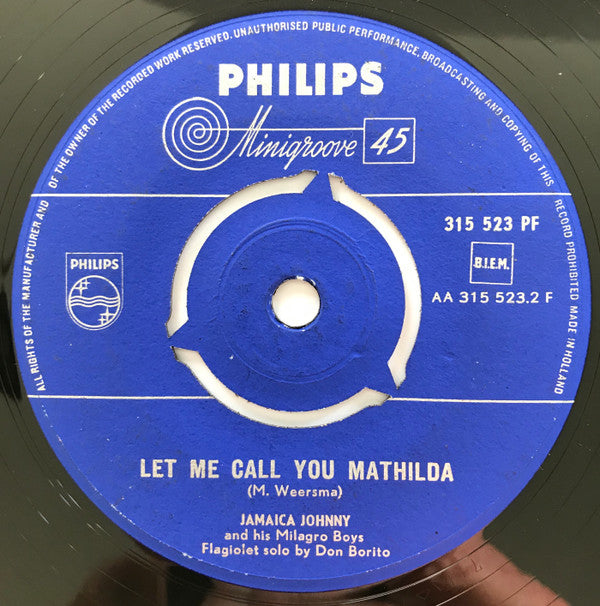 ALL RIGHTS OF THE MANUFACTURER AND OF THE OWNER OF THE RECORDED WORK RESERVED. UNAUTHORISED PUBLIC PERFORMANCE, BROADCASTING AND COPYING OF THIS RECORD PROHIBITED MADE IN HOLLAND
PHILIPS
Minigroove 45
315 523 PF
PHILIPS
B.I.E.M.
AA 315 523.2 F
LET ME CALL YOU MATHILDA
(M. Weersma)
JAMAICA JOHNNY
and his Milagro Boys
Flagiolet solo by Don Borito